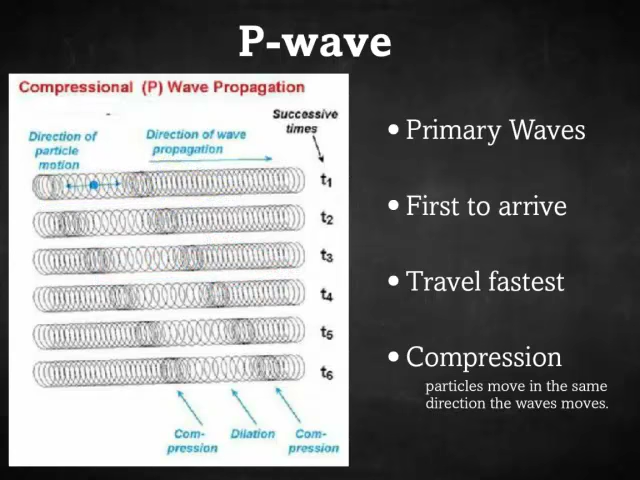 P-wave
Compressional (P) Wave Propagation
Successive
times
Direction of
particle
motion
Direction of wave
propagation
t1
t2
t3
t4
t5
t6
Com-
pression
Dilation
Com-
pression
• Primary Waves
• First to arrive
• Travel fastest
• Compression
particles move in the same
direction the waves moves.